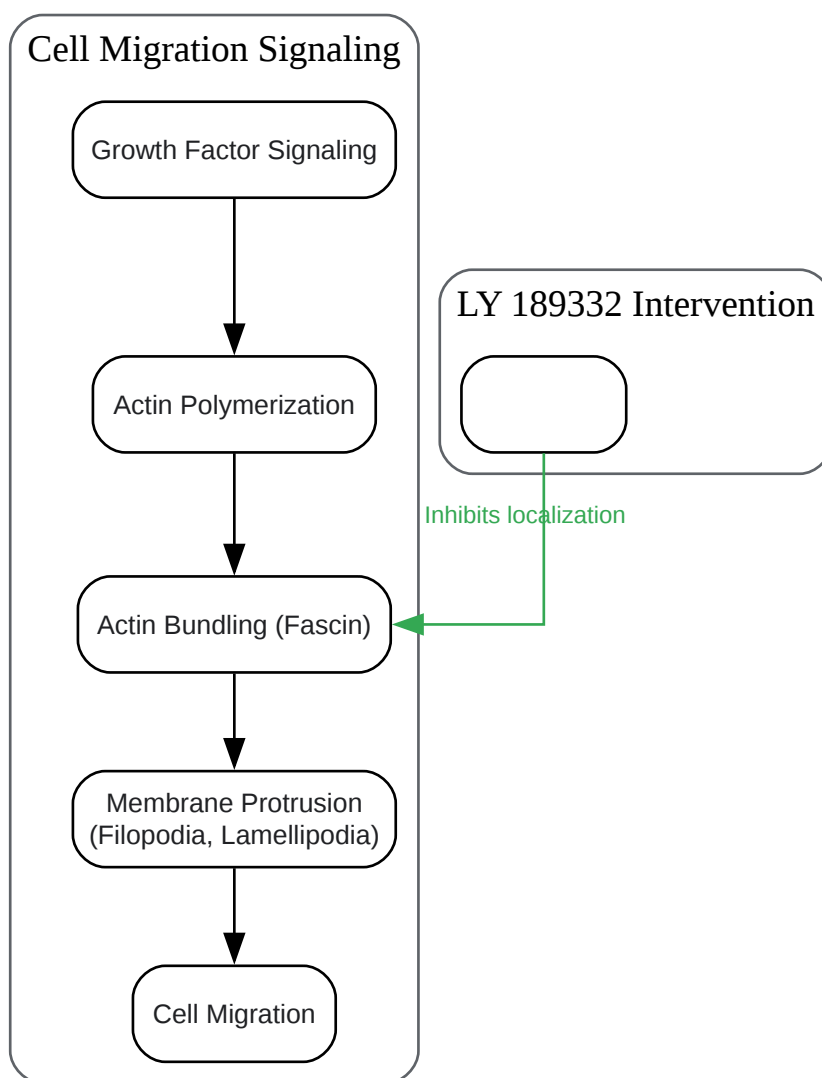 Cell Migration Signaling
Growth Factor Signaling
LY 189332 Intervention
Actin Polymerization
Inhibits localization
Actin Bundling (Fascin)
Membrane Protrusion
(Filopodia, Lamellipodia)
Cell Migration